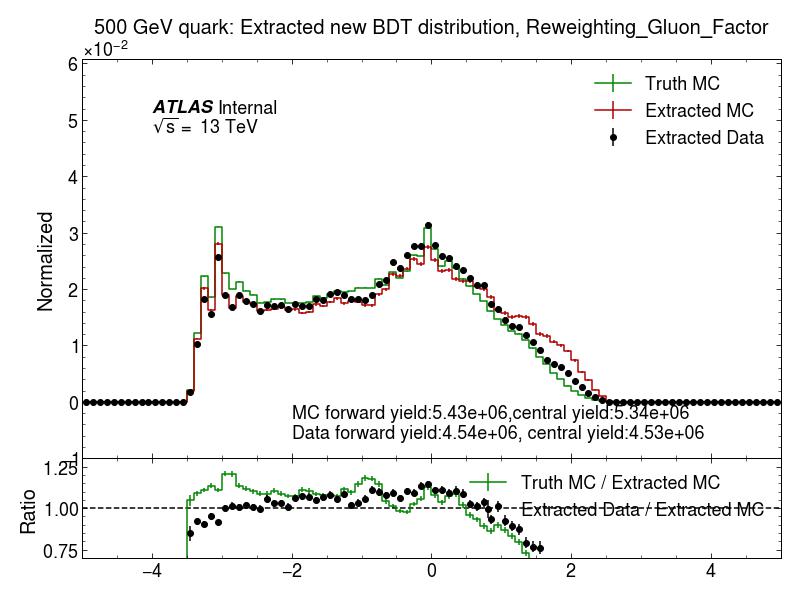 500 GeV quark: Extracted new BDT distribution, Reweighting_Gluon_Factor
×10−2
6
5
4
3
2
1
0
Normalized
ATLAS Internal
√s = 13 TeV
Truth MC
Extracted MC
Extracted Data
MC forward yield:5.43e+06,central yield:5.34e+06
Data forward yield:4.54e+06, central yield:4.53e+06
1.25
1.00
0.75
Ratio
Truth MC / Extracted MC
Extracted Data / Extracted MC
−4 −2 0 2 4